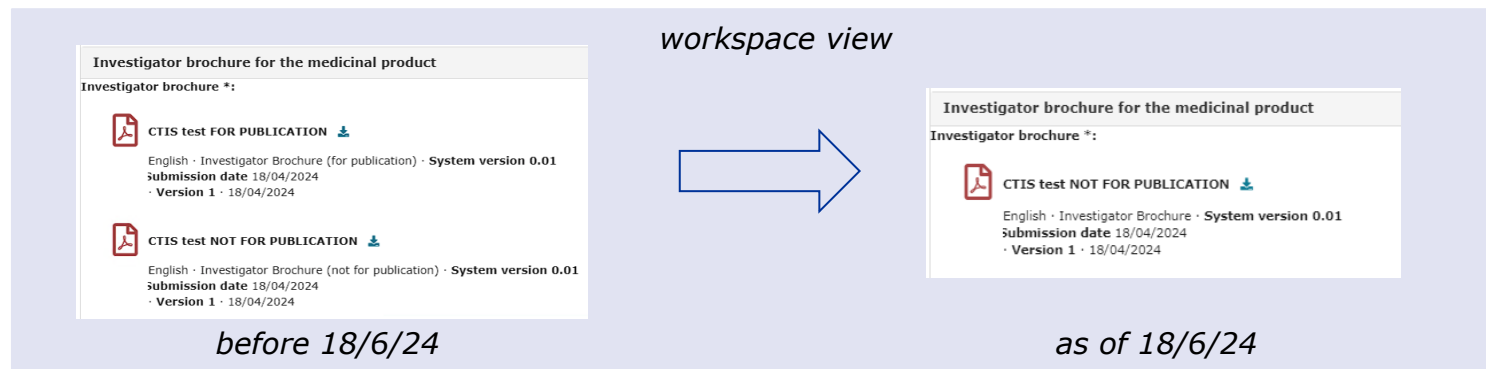 workspace view
Investigator brochure for the medicinal product
Investigator brochure *:
CTIS test FOR PUBLICATION
English · Investigator Brochure (for publication) · System version 0.01
Submission date 18/04/2024
· Version 1 · 18/04/2024
CTIS test NOT FOR PUBLICATION
English · Investigator Brochure (not for publication) · System version 0.01
Submission date 18/04/2024
· Version 1 · 18/04/2024
before 18/6/24
Investigator brochure for the medicinal product
Investigator brochure *:
CTIS test NOT FOR PUBLICATION
English · Investigator Brochure · System version 0.01
Submission date 18/04/2024
· Version 1 · 18/04/2024
as of 18/6/24